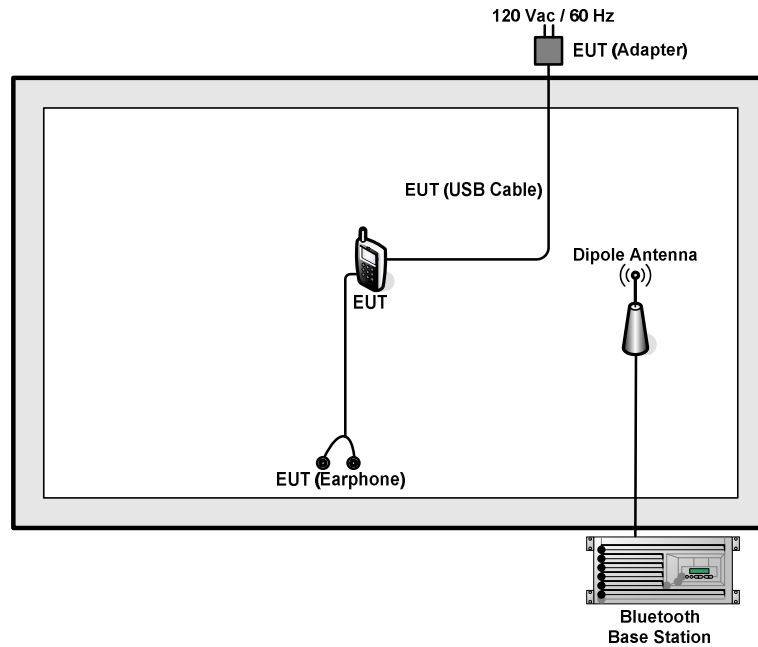 120 Vac / 60 Hz
EUT (Adapter)
EUT (USB Cable)
Dipole Antenna
EUT
EUT (Earphone)
Bluetooth
Base Station